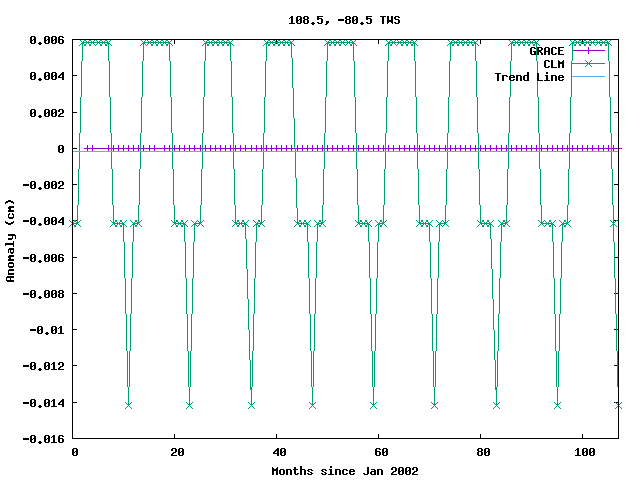 108.5, -80.5 TWS
GRACE
CLM
Trend Line
0.006
0.004
0.002
0
-0.002
-0.004
-0.006
-0.008
-0.01
-0.012
-0.014
-0.016
Anomaly (cm)
0 20 40 60 80 100
Months since Jan 2002